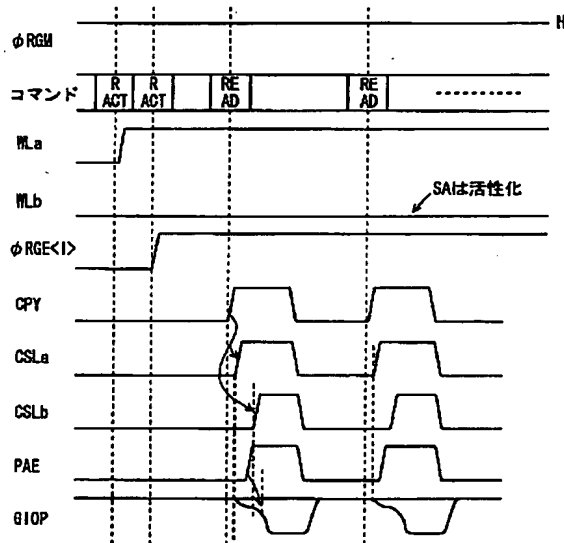 H
φRGM
コマンド
R ACT
R ACT
RE AD
RE AD
WLa
WLb
SAは活性化
φRGE<I>
CPY
CSLa
CSLb
PAE
GIOP